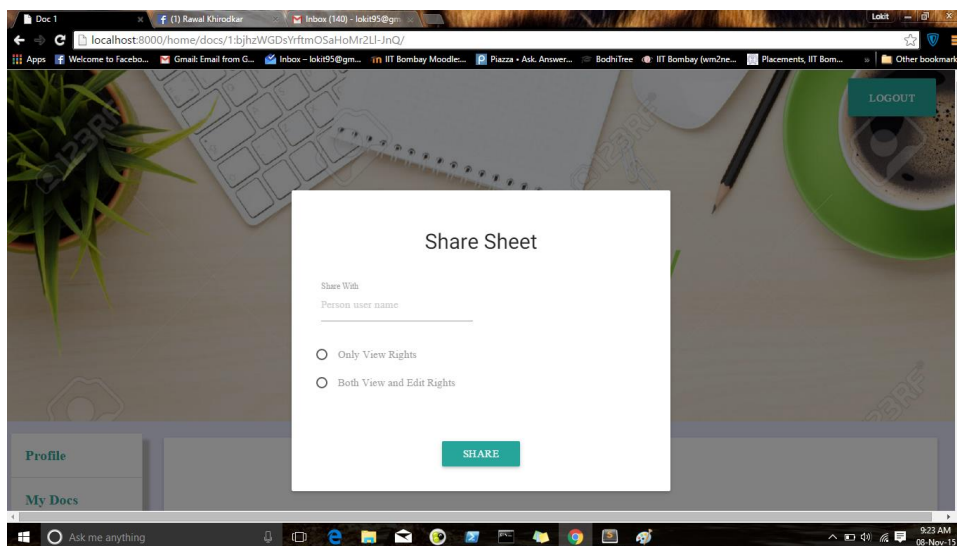 Doc 1
f (1) Rawal Khirodkar
Inbox (140) - lokit95@gm
Lokit
localhost:8000/home/docs/1:bjhzWGDsYrftmOSaHoMr2Ll-JnQ/
Apps
Welcome to Facebo...
Gmail: Email from G...
Inbox – lokit95@gm...
IIT Bombay Moodle:...
Piazza • Ask. Answer...
BodhiTree
IIT Bombay (wm2ne...
Placements, IIT Bom...
»
Other bookmark
LOGOUT
123RF
Share Sheet
Share With
Person user name
Only View Rights
Both View and Edit Rights
SHARE
Profile
My Docs
Ask me anything
9:23 AM
08-Nov-15